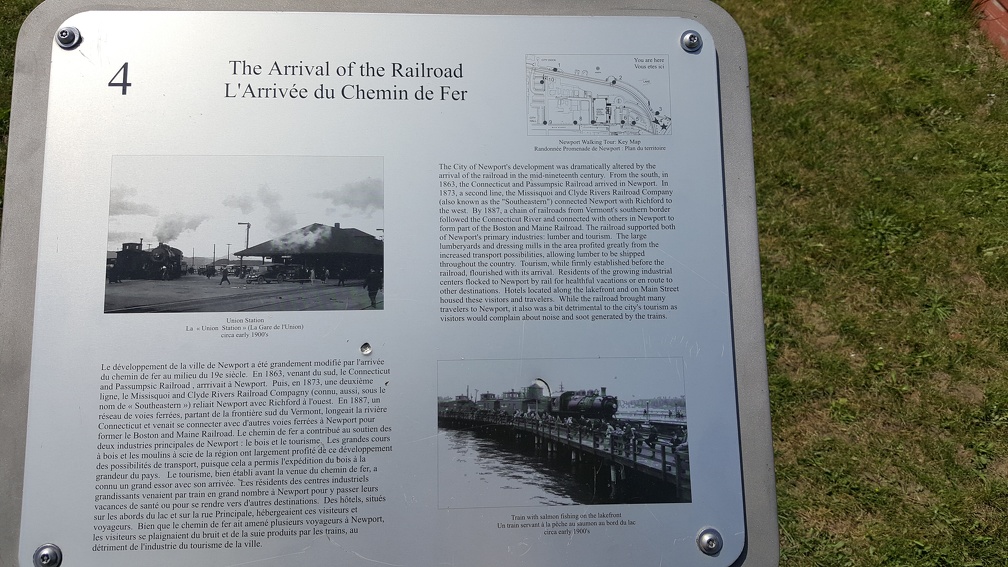 4
The Arrival of the Railroad
L'Arrivée du Chemin de Fer
You are here
Vous etes ici
Newport Walking Tour: Key Map
Randonnée Promenade de Newport : Plan du territoire
Union Station
La « Union Station » (La Gare de l'Union)
circa early 1900's
The City of Newport's development was dramatically altered by the
arrival of the railroad in the mid-nineteenth century. From the south, in
1863, the Connecticut and Passumpsic Railroad arrived in Newport. In
1873, a second line, the Missisquoi and Clyde Rivers Railroad Company
(also known as the "Southeastern") connected Newport with Richford to
the west. By 1887, a chain of railroads from Vermont's southern border
followed the Connecticut River and connected with others in Newport to
form part of the Boston and Maine Railroad. The railroad supported both
of Newport's primary industries: lumber and tourism. The large
lumberyards and dressing mills in the area profited greatly from the
increased transport possibilities, allowing lumber to be shipped
throughout the country. Tourism, while firmly established before the
railroad, flourished with its arrival. Residents of the growing industrial
centers flocked to Newport by rail for healthful vacations or en route to
other destinations. Hotels located along the lakefront and on Main Street
housed these visitors and travelers. While the railroad brought many
travelers to Newport, it also was a bit detrimental to the city's tourism as
visitors would complain about noise and soot generated by the trains.
Le développement de la ville de Newport a été grandement modifié par l'arrivée
du chemin de fer au milieu du 19e siècle. En 1863, venant du sud, le Connecticut
and Passumpsic Railroad , arrrivait à Newport. Puis, en 1873, une deuxième
ligne, le Missisquoi and Clyde Rivers Railroad Compagny (connu, aussi, sous le
nom de « Southeastern ») reliait Newport avec Richford à l'ouest. En 1887, un
réseau de voies ferrées, partant de la frontière sud du Vermont, longeait la rivière
Connecticut et venait se connecter avec d'autres voies ferrées à Newport pour
former le Boston and Maine Railroad. Le chemin de fer a contribué au soutien des
deux industries principales de Newport : le bois et le tourisme. Les grandes cours
à bois et les moulins à scie de la région ont largement profité de ce développement
des possibilités de transport, puisque cela a permis l'expédition du bois à la
grandeur du pays. Le tourisme, bien établi avant la venue du chemin de fer, a
connu un grand essor avec son arrivée. Les résidents des centres industriels
grandissants venaient par train en grand nombre à Newport pour y passer leurs
vacances de santé ou pour se rendre vers d'autres destinations. Des hôtels, situés
sur les abords du lac et sur la rue Principale, hébergeaient ces visiteurs et
voyageurs. Bien que le chemin de fer ait amené plusieurs voyageurs à Newport,
les visiteurs se plaignaient du bruit et de la suie produits par les trains, au
détriment de l'industrie du tourisme de la ville.
Train with salmon fishing on the lakefront
Un train servant à la pêche au saumon au bord du lac
circa early 1900's